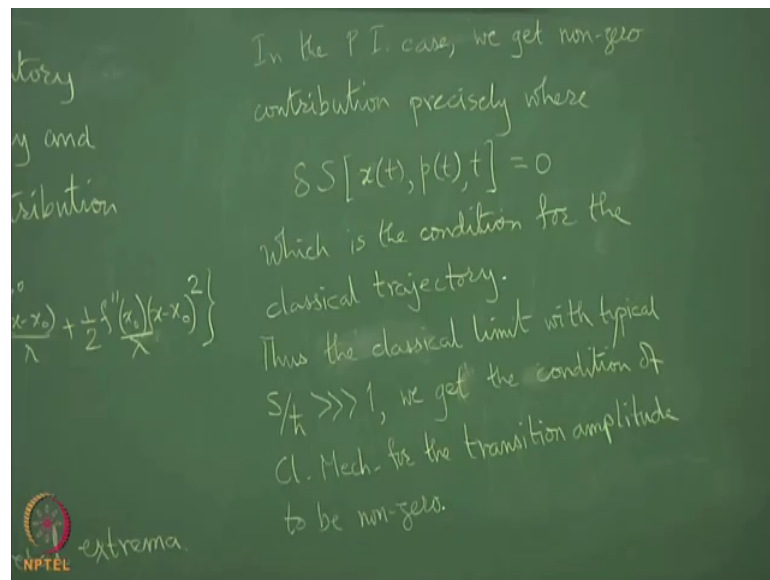 tory
y and
tribution
x-x₀)/λ + 1/2 f''(x₀)/λ (x-x₀)²}
extrema
In the P I. case, we get non-zero
contribution precisely where
δS[x(t), p(t), t] = 0
which is the condition for the
classical trajectory.
Thus the classical limit with typical
S/ħ >>> 1, we get the condition of
Cl. Mech. for the transition amplitude
to be non-zero.
NPTEL